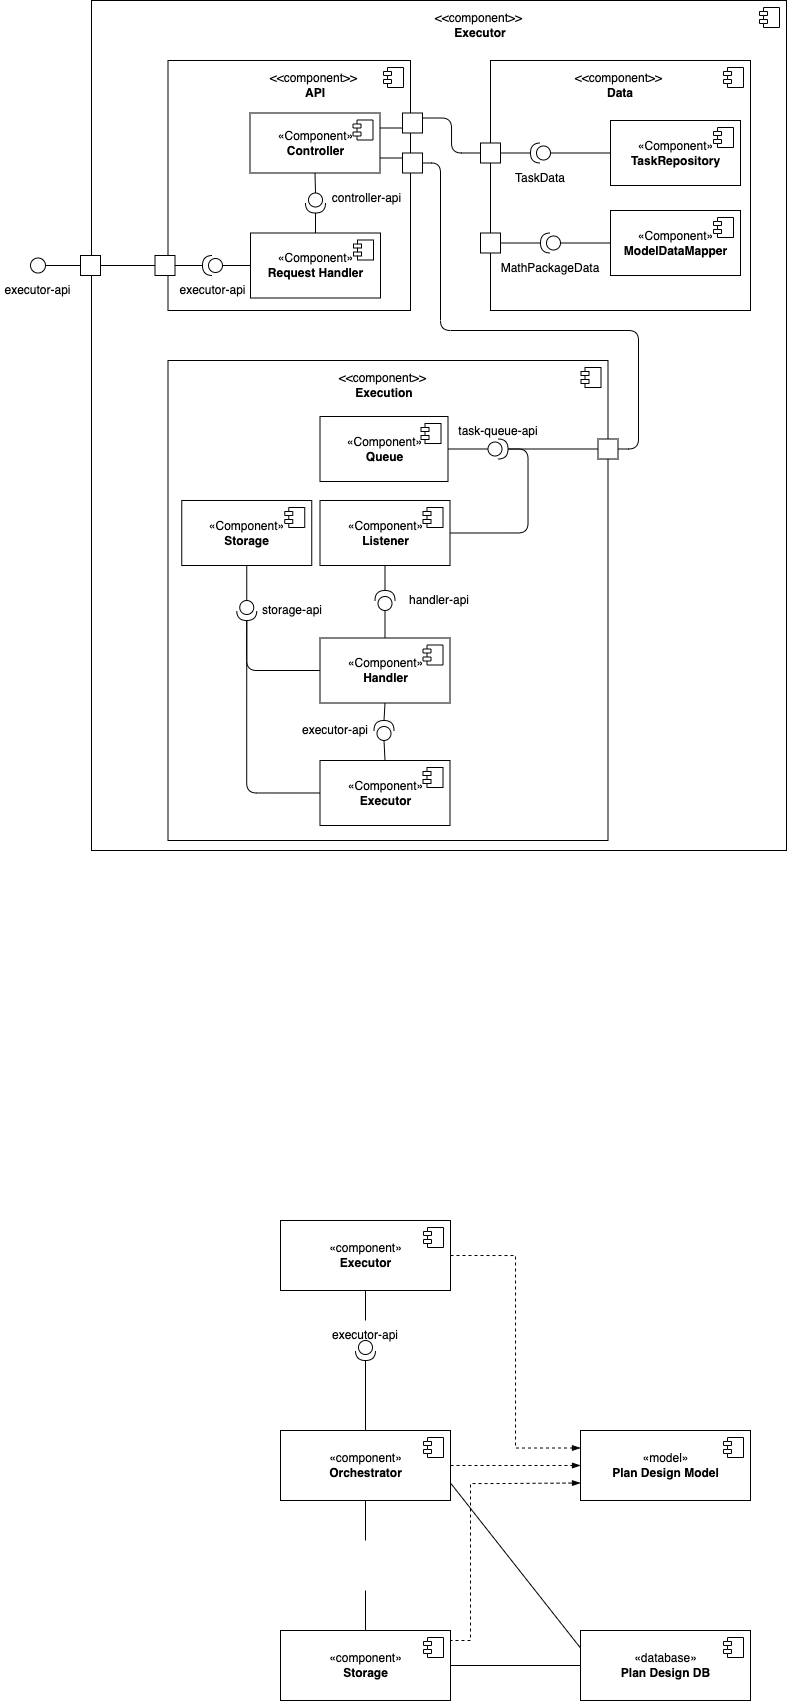 <<component>>
Executor
<<component>>
API
<<component>>
Data
«Component»
Controller
«Component»
TaskRepository
TaskData
controller-api
«Component»
Request Handler
«Component»
ModelDataMapper
MathPackageData
executor-api
executor-api
<<component>>
Execution
task-queue-api
«Component»
Queue
«Component»
Storage
«Component»
Listener
storage-api
handler-api
«Component»
Handler
executor-api
«Component»
Executor
«component»
Executor
executor-api
«component»
Orchestrator
«model»
Plan Design Model
«component»
Storage
«database»
Plan Design DB